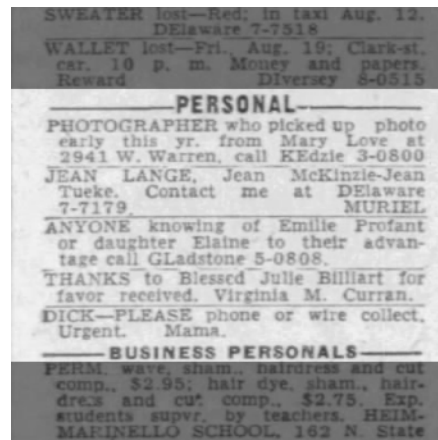 SWEATER lost—Red; in taxi Aug. 12.
DElaware 7-7518
WALLET lost—Fri., Aug. 19; Clark-st.
car. 10 p. m. Money and papers.
Reward DIversey 8-0515
PERSONAL
PHOTOGRAPHER who picked up photo
early this yr. from Mary Love at
2941 W. Warren, call KEdzie 3-0800
JEAN LANGE, Jean McKinzie-Jean
Tueke. Contact me at DElaware
7-7179. MURIEL
ANYONE knowing of Emilie Profant
or daughter Elaine to their advan-
tage call GLadstone 5-0808.
THANKS to Blessed Julie Billiart for
favor received. Virginia M. Curran.
DICK—PLEASE phone or wire collect.
Urgent. Mama.
BUSINESS PERSONALS
PERM. wave, sham., hairdress and cut
comp., $2.95; hair dye, sham., hair-
dress and cut comp., $2.75. Exp.
students supvr. by teachers. HEIM-
MARINELLO SCHOOL, 162 N. State